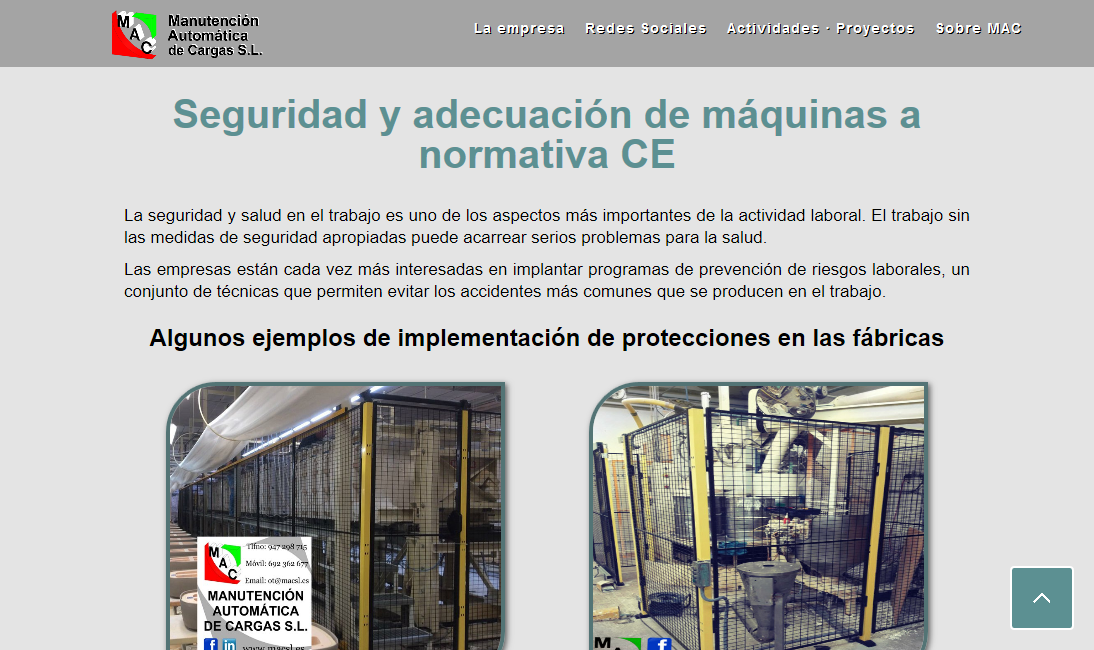 MAC
Manutención
Automática
de Cargas S.L.
La empresa
Redes Sociales
Actividades · Proyectos
Sobre MAC
Seguridad y adecuación de máquinas a
normativa CE
La seguridad y salud en el trabajo es uno de los aspectos más importantes de la actividad laboral. El trabajo sin
las medidas de seguridad apropiadas puede acarrear serios problemas para la salud.
Las empresas están cada vez más interesadas en implantar programas de prevención de riesgos laborales, un
conjunto de técnicas que permiten evitar los accidentes más comunes que se producen en el trabajo.
Algunos ejemplos de implementación de protecciones en las fábricas
MAC
Tlfno: 947 298 715
Móvil: 692 362 677
Email: ot@macsl.es
MANUTENCIÓN
AUTOMÁTICA
DE CARGAS S.L.
f in www.macsl.es
MA f